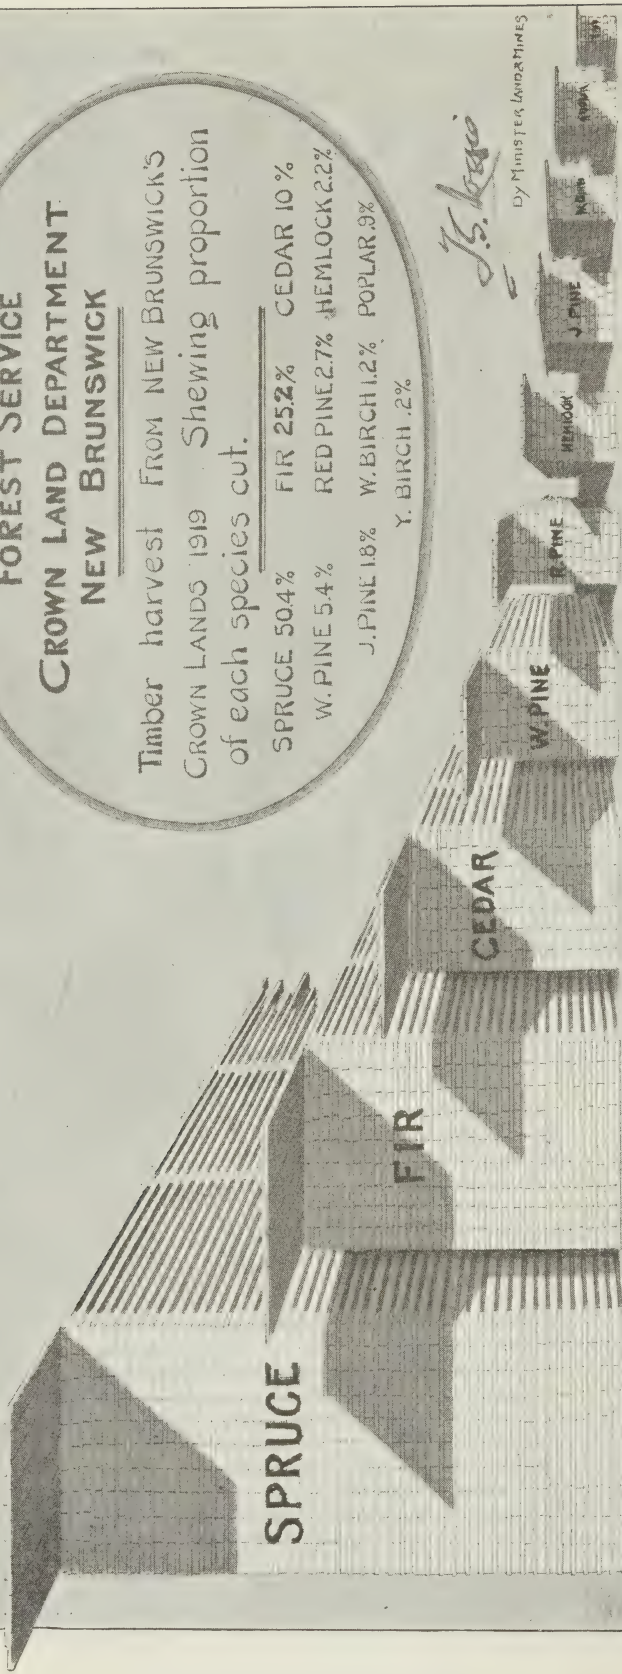 FOREST SERVICE
CROWN LAND DEPARTMENT
NEW BRUNSWICK
Timber harvest FROM NEW BRUNSWICK'S
CROWN LANDS 1919 Shewing proportion
of each species cut.
SPRUCE 50.4% FIR 25.2% CEDAR 10%
W. PINE 5.4% RED PINE 2.7% HEMLOCK 2.2%
J. PINE 1.8% W. BIRCH 1.2% POPLAR .9%
Y. BIRCH .2%
Dy MINISTER LAND & MINES
SPRUCE
FIR
CEDAR
W. PINE
R. PINE
HEMLOCK
J. PINE